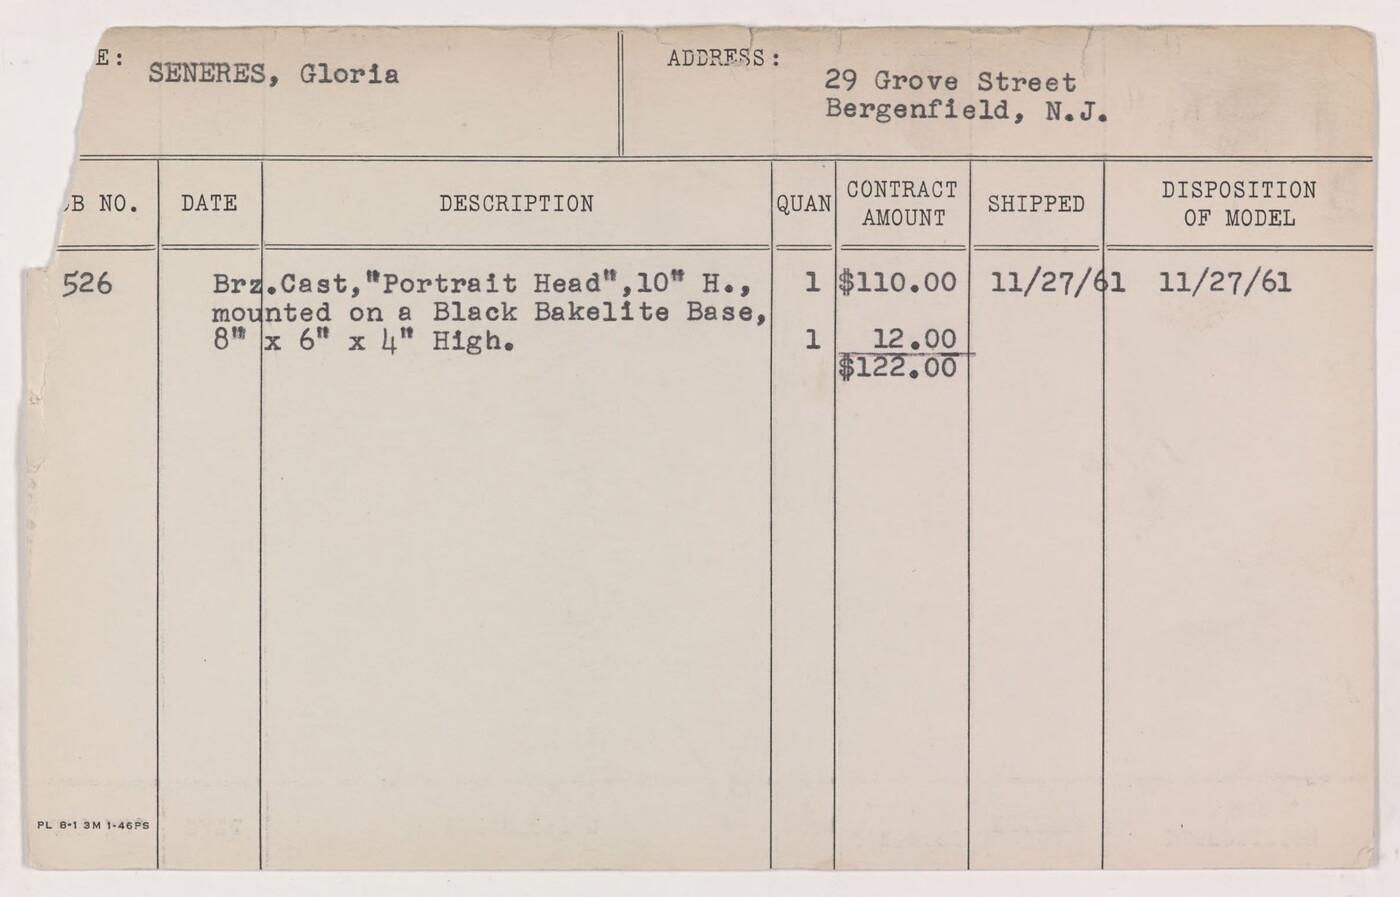 E: SENERES, Gloria
ADDRESS: 29 Grove Street
Bergenfield, N.J.
B NO. DATE DESCRIPTION QUAN CONTRACT AMOUNT SHIPPED DISPOSITION OF MODEL
526 Brz.Cast,"Portrait Head",10" H., 1 $110.00 11/27/61 11/27/61
mounted on a Black Bakelite Base,
8" x 6" x 4" High. 1 12.00
$122.00
PL 8-1 3M 1-46PS